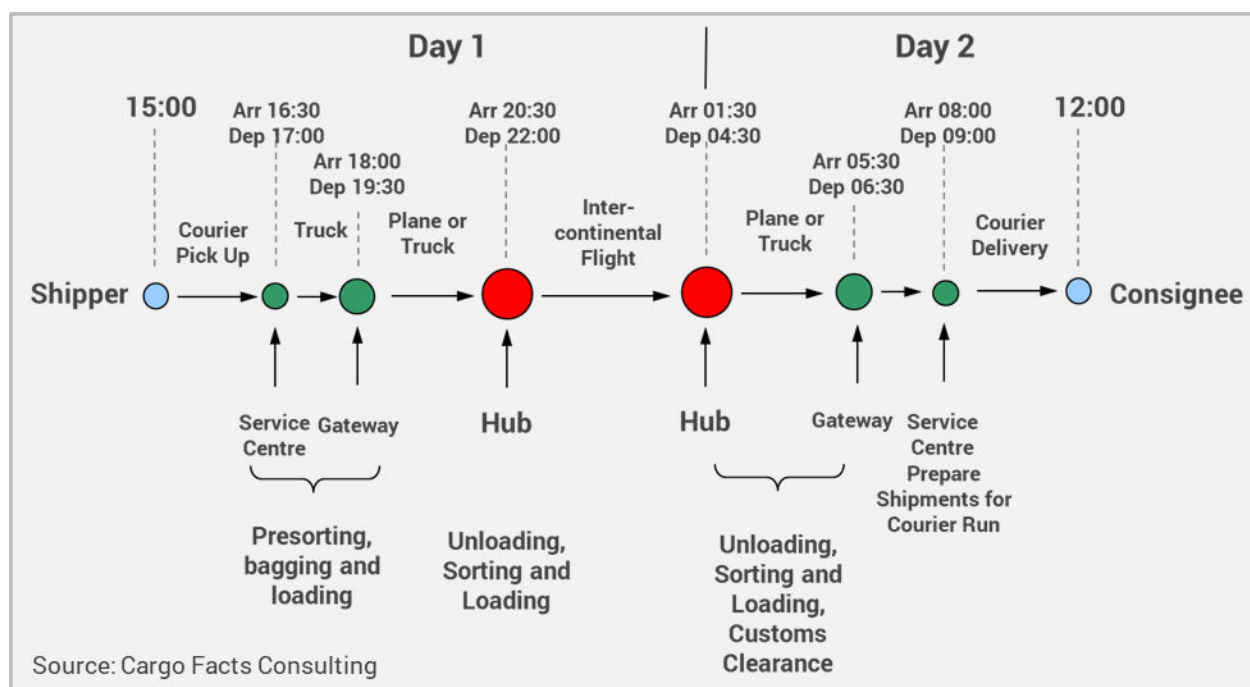 Day 1
Day 2
15:00
Arr 16:30
Dep 17:00
Arr 18:00
Dep 19:30
Arr 20:30
Dep 22:00
Arr 01:30
Dep 04:30
Arr 05:30
Dep 06:30
Arr 08:00
Dep 09:00
12:00
Courier
Pick Up
Truck
Plane or
Truck
Inter-
continental
Flight
Plane or
Truck
Courier
Delivery
Shipper
Consignee
Service
Centre
Gateway
Hub
Hub
Gateway
Service
Centre
Prepare
Shipments for
Courier Run
Presorting,
bagging and
loading
Unloading,
Sorting and
Loading
Unloading,
Sorting and
Loading,
Customs
Clearance
Source: Cargo Facts Consulting